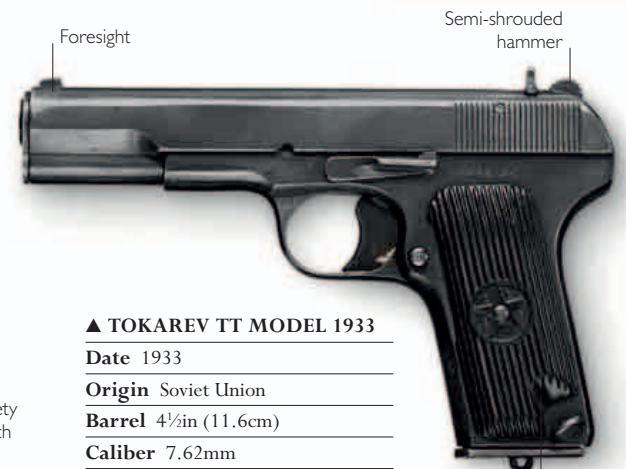 Foresight
Semi-shrouded
hammer
▲ TOKAREV TT MODEL 1933
Date 1933
Origin Soviet Union
Barrel 4½in (11.6cm)
Caliber 7.62mm